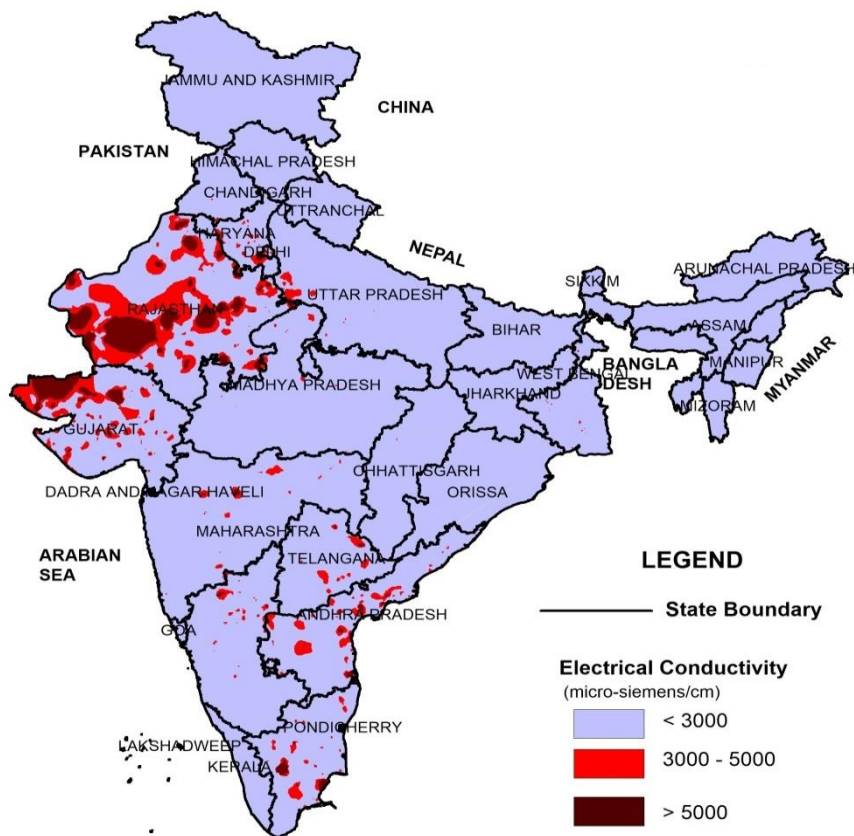 JAMMU AND KASHMIR
CHINA
PAKISTAN
HIMACHAL PRADESH
CHANDIGARH
UTTRANCHAL
HARYANA
DELHI
NEPAL
SIKKIM
ARUNACHAL PRADESH
RAJASTHAN
UTTAR PRADESH
BIHAR
ASSAM
BANGLA
DESH
MANIPUR
MYANMAR
WEST BENGAL
MADHYA PRADESH
JHARKHAND
MIZORAM
GUJARAT
CHHATTISGARH
ORISSA
DADRA AND NAGAR HAVELI
MAHARASHTRA
ARABIAN
SEA
TELANGANA
ANDHRA PRADESH
GOA
PONDICHERRY
LAKSHADWEEP
KERALA
LEGEND
State Boundary
Electrical Conductivity
(micro-siemens/cm)
< 3000
3000 - 5000
> 5000